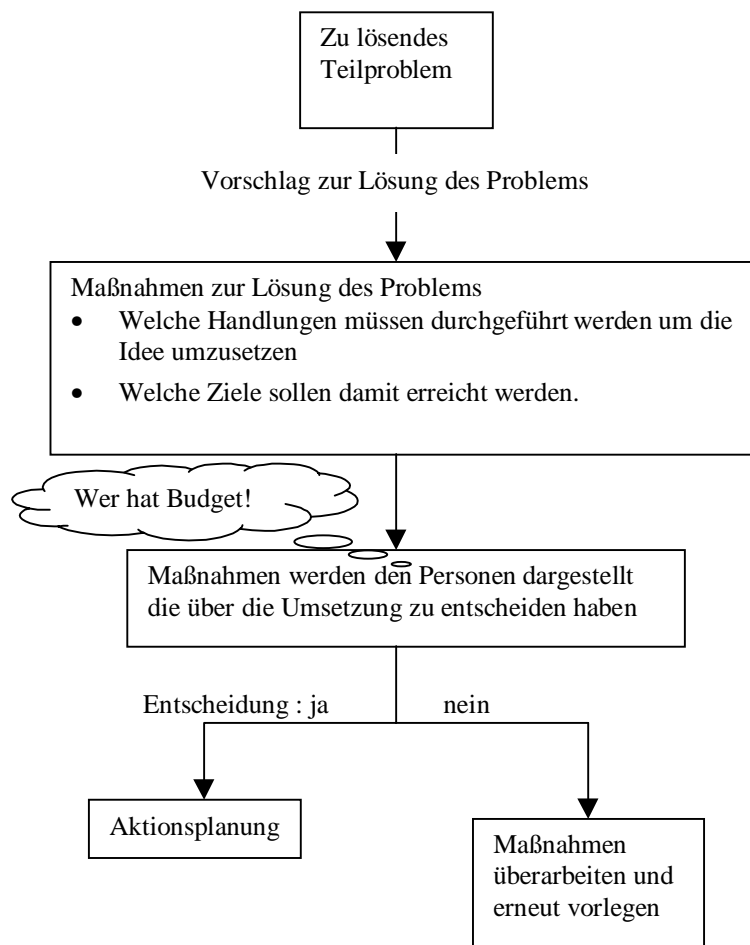 Zu lösendes
Teilproblem
Vorschlag zur Lösung des Problems
Maßnahmen zur Lösung des Problems
• Welche Handlungen müssen durchgeführt werden um die
Idee umzusetzen
• Welche Ziele sollen damit erreicht werden.
Wer hat Budget!
Maßnahmen werden den Personen dargestellt
die über die Umsetzung zu entscheiden haben
Entscheidung : ja nein
Aktionsplanung
Maßnahmen
überarbeiten und
erneut vorlegen